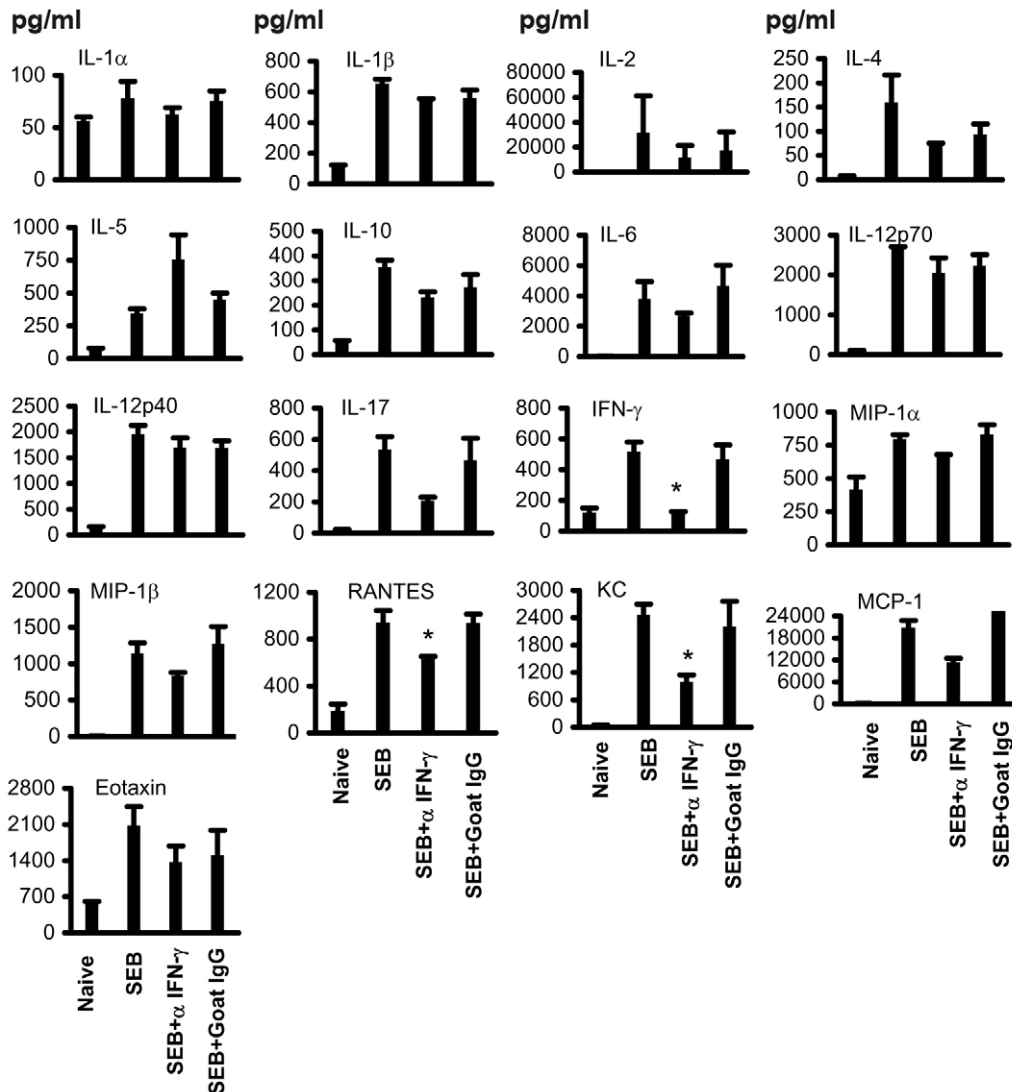 pg/ml pg/ml pg/ml pg/ml
IL-1α
100
50
0
IL-1β
800
600
400
200
0
IL-2
80000
60000
40000
20000
0
IL-4
250
200
150
100
50
0
IL-5
1000
750
500
250
0
IL-10
500
400
300
200
100
0
IL-6
8000
6000
4000
2000
0
IL-12p70
3000
2000
1000
0
IL-12p40
2500
2000
1500
1000
500
0
IL-17
800
600
400
200
0
IFN-γ
800
600
400
200
0
*
MIP-1α
1000
750
500
250
0
MIP-1β
2000
1500
1000
500
0
RANTES
1200
900
600
300
0
*
Naive
SEB
SEB+α IFN-γ
SEB+Goat IgG
KC
3000
2400
1800
1200
600
0
*
Naive
SEB
SEB+α IFN-γ
SEB+Goat IgG
MCP-1
24000
18000
12000
6000
0
Naive
SEB
SEB+α IFN-γ
SEB+Goat IgG
Eotaxin
2800
2100
1400
700
0
Naive
SEB
SEB+α IFN-γ
SEB+Goat IgG